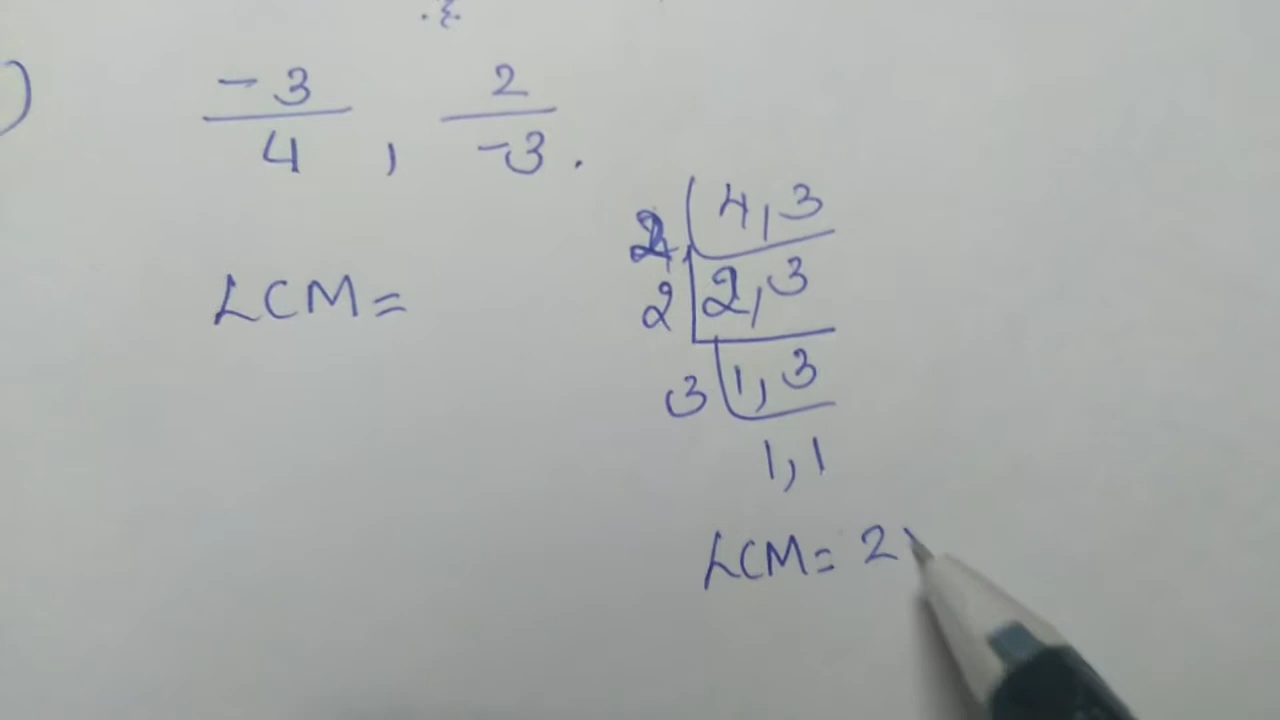 )
-3/4 , 2/-3 .
2 | 4, 3
LCM = 2 | 2, 3
3 | 1, 3
1, 1
LCM = 2